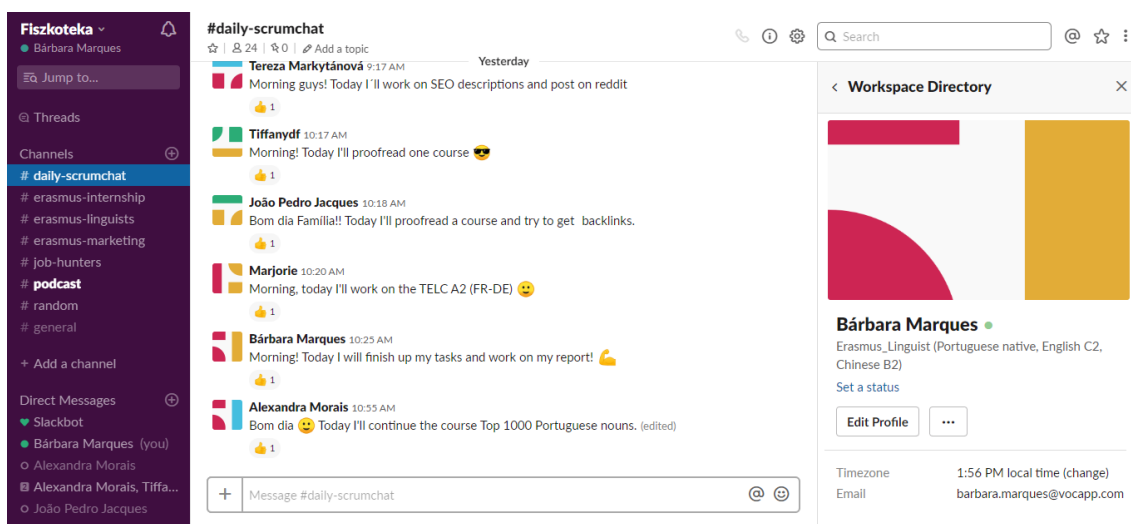 Fiszkoteka
Bárbara Marques
Jump to...
Threads
Channels
# daily-scrumchat
# erasmus-internship
# erasmus-linguists
# erasmus-marketing
# job-hunters
# podcast
# random
# general
+ Add a channel
Direct Messages
Slackbot
Bárbara Marques (you)
Alexandra Morais
2 Alexandra Morais, Tiffa...
João Pedro Jacques
#daily-scrumchat
24 | 0 | Add a topic
Yesterday
Tereza Markytánová 9:17 AM
Morning guys! Today I´ll work on SEO descriptions and post on reddit
1
Tiffanydf 10:17 AM
Morning! Today I'll proofread one course 😎
1
João Pedro Jacques 10:18 AM
Bom dia Família!! Today I'll proofread a course and try to get backlinks.
1
Marjorie 10:20 AM
Morning, today I'll work on the TELC A2 (FR-DE) 🙂
1
Bárbara Marques 10:25 AM
Morning! Today I will finish up my tasks and work on my report! 💪
1
Alexandra Morais 10:55 AM
Bom dia 🙂 Today I'll continue the course Top 1000 Portuguese nouns. (edited)
1
Message #daily-scrumchat
Search
Workspace Directory
Bárbara Marques
Erasmus_Linguist (Portuguese native, English C2,
Chinese B2)
Set a status
Edit Profile
Timezone 1:56 PM local time (change)
Email barbara.marques@vocapp.com